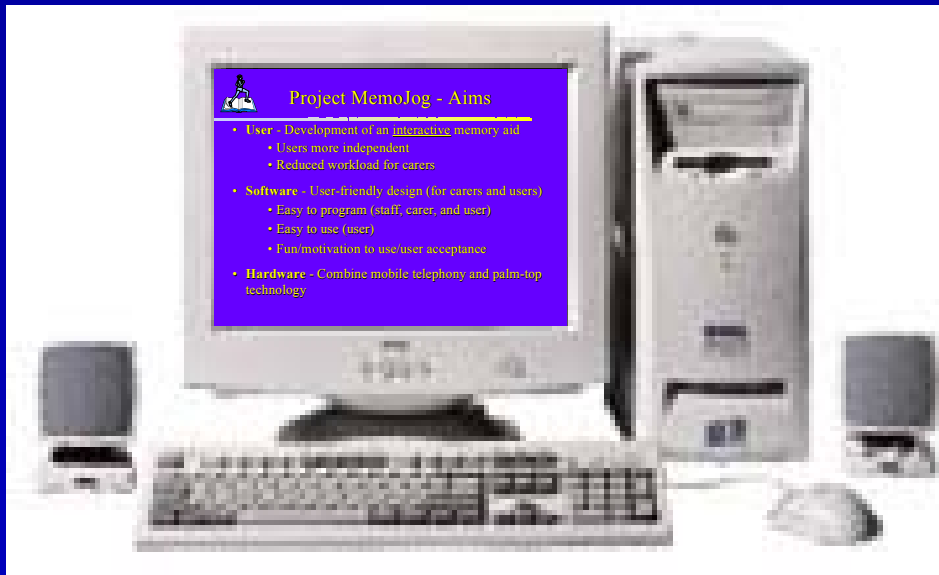 Project MemoJog - Aims
• User - Development of an interactive memory aid
• Users more independent
• Reduced workload for carers
• Software - User-friendly design (for carers and users)
• Easy to program (staff, carer, and user)
• Easy to use (user)
• Fun/motivation to use/user acceptance
• Hardware - Combine mobile telephony and palm-top
technology